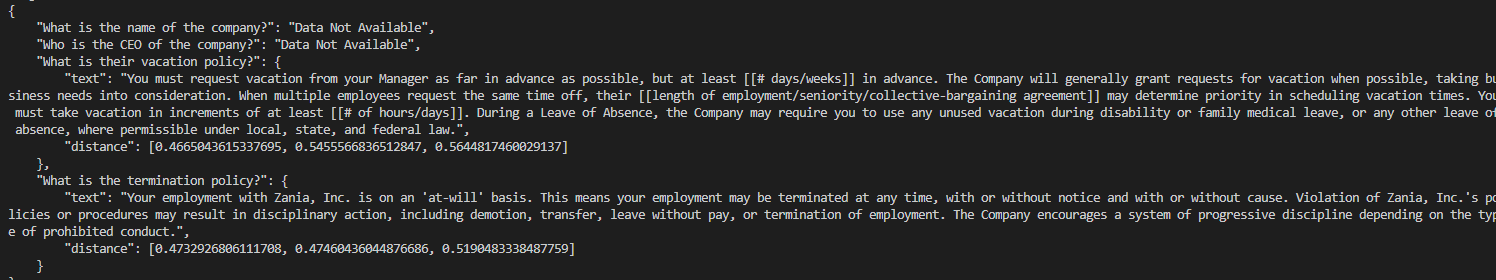 {
"What is the name of the company?": "Data Not Available",
"Who is the CEO of the company?": "Data Not Available",
"What is their vacation policy?": {
"text": "You must request vacation from your Manager as far in advance as possible, but at least [[# days/weeks]] in advance. The Company will generally grant requests for vacation when possible, taking bu
siness needs into consideration. When multiple employees request the same time off, their [[length of employment/seniority/collective-bargaining agreement]] may determine priority in scheduling vacation times. You
must take vacation in increments of at least [[# of hours/days]]. During a Leave of Absence, the Company may require you to use any unused vacation during disability or family medical leave, or any other leave of
absence, where permissible under local, state, and federal law.",
"distance": [0.4665043615337695, 0.5455566836512847, 0.5644817460029137]
},
"What is the termination policy?": {
"text": "Your employment with Zania, Inc. is on an 'at-will' basis. This means your employment may be terminated at any time, with or without notice and with or without cause. Violation of Zania, Inc.'s po
licies or procedures may result in disciplinary action, including demotion, transfer, leave without pay, or termination of employment. The Company encourages a system of progressive discipline depending on the typ
e of prohibited conduct.",
"distance": [0.4732926806111708, 0.47460436044876686, 0.5190483338487759]
}